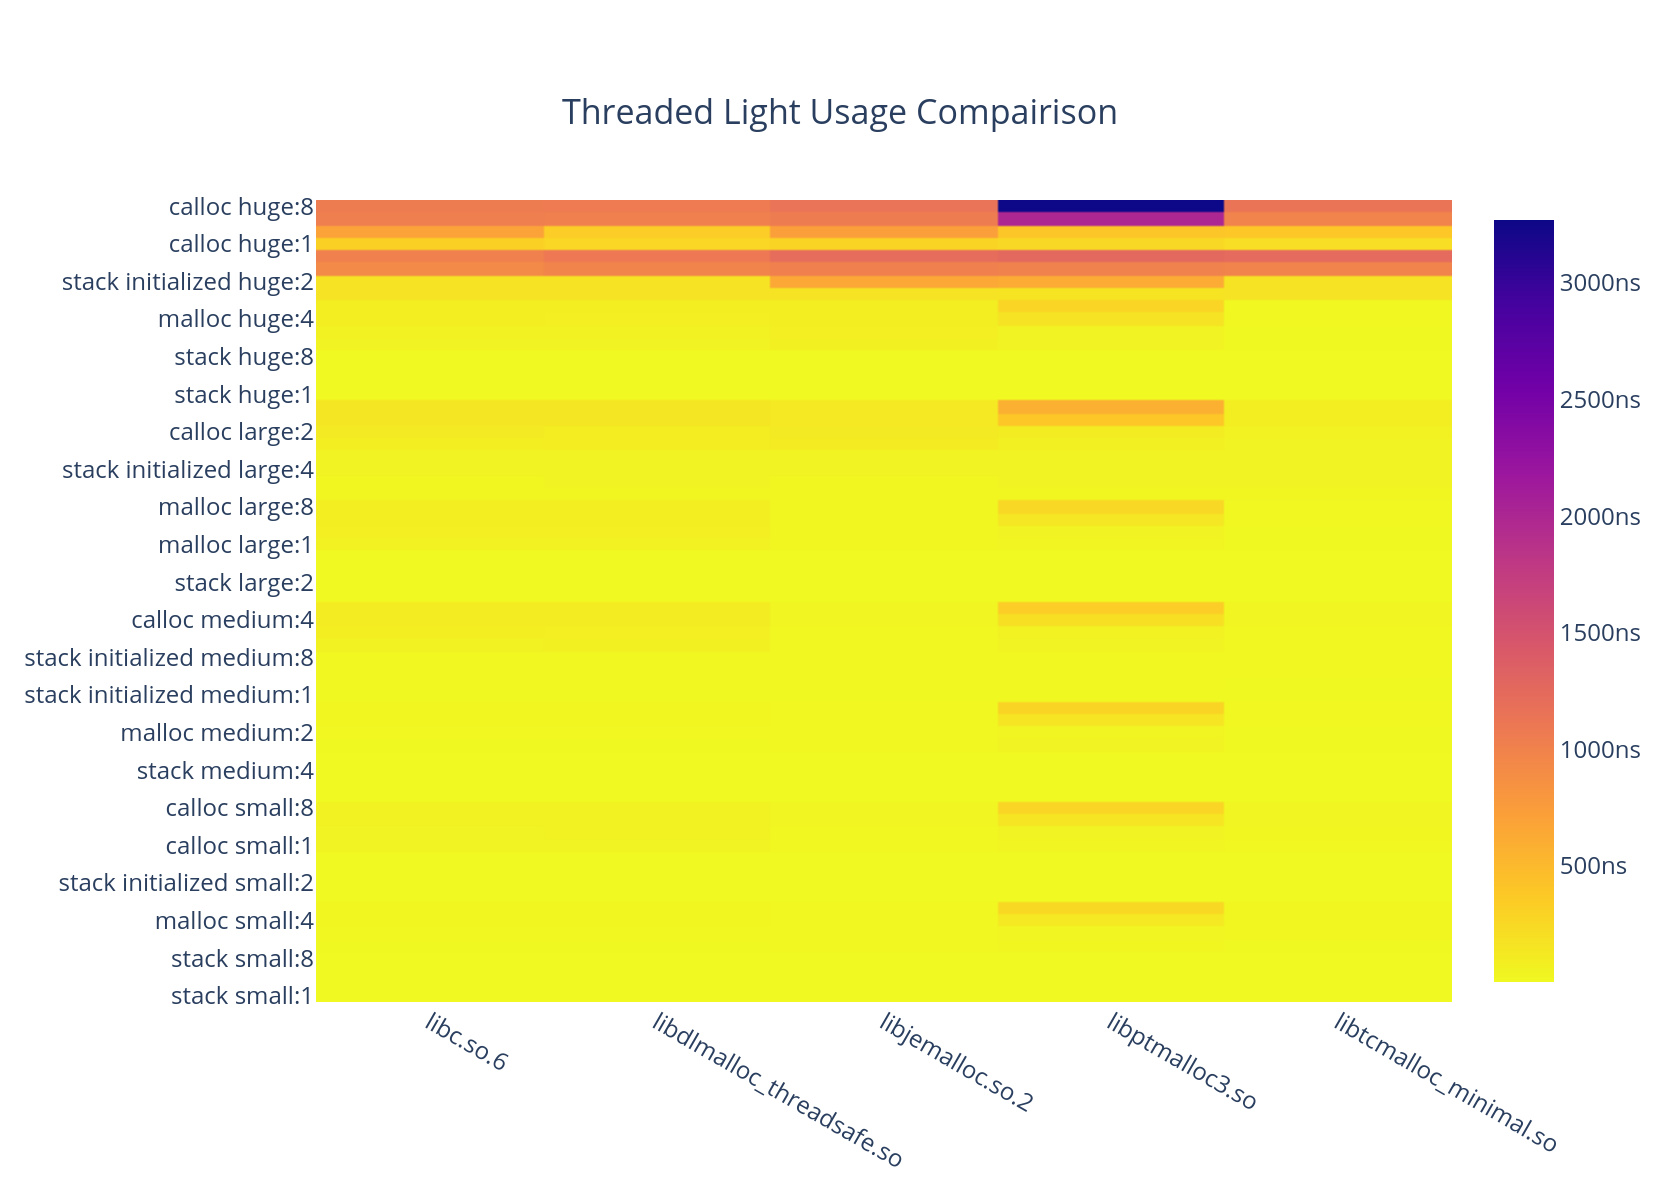 Threaded Light Usage Compairison
calloc huge:8
calloc huge:1
stack initialized huge:2
malloc huge:4
stack huge:8
stack huge:1
calloc large:2
stack initialized large:4
malloc large:8
malloc large:1
stack large:2
calloc medium:4
stack initialized medium:8
stack initialized medium:1
malloc medium:2
stack medium:4
calloc small:8
calloc small:1
stack initialized small:2
malloc small:4
stack small:8
stack small:1
libc.so.6
libdlmalloc_threadsafe.so
libjemalloc.so.2
libptmalloc3.so
libtcmalloc_minimal.so
3000ns
2500ns
2000ns
1500ns
1000ns
500ns